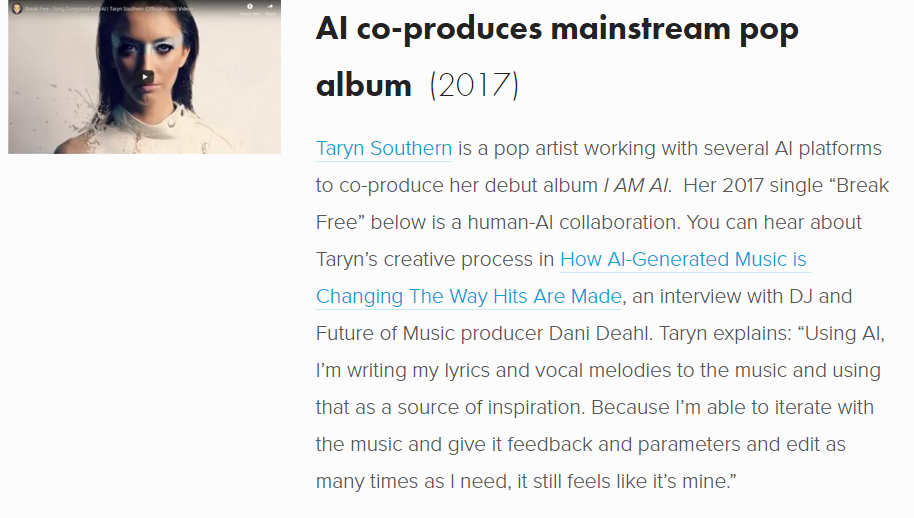 Break Free - Song Composed with AI | Taryn Southern (Official Music Video)
AI co-produces mainstream pop
album (2017)
Taryn Southern is a pop artist working with several AI platforms
to co-produce her debut album I AM AI.  Her 2017 single “Break
Free” below is a human-AI collaboration. You can hear about
Taryn’s creative process in How AI-Generated Music is
Changing The Way Hits Are Made, an interview with DJ and
Future of Music producer Dani Deahl. Taryn explains: “Using AI,
I’m writing my lyrics and vocal melodies to the music and using
that as a source of inspiration. Because I’m able to iterate with
the music and give it feedback and parameters and edit as
many times as I need, it still feels like it’s mine.”